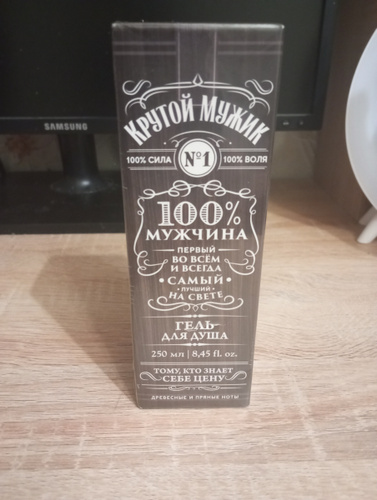 SAMSUNG
КРУТОЙ МУЖИК
100% СИЛА №1 100% ВОЛЯ
100%
МУЖЧИНА
ПЕРВЫЙ
ВО ВСЁМ
И ВСЕГДА
САМЫЙ
ЛУЧШИЙ
НА СВЕТЕ
ГЕЛЬ
ДЛЯ ДУША
250 мл | 8,45 fl. oz.
ТОМУ, КТО ЗНАЕТ
СЕБЕ ЦЕНУ
ДРЕВЕСНЫЕ И ПРЯНЫЕ НОТЫ